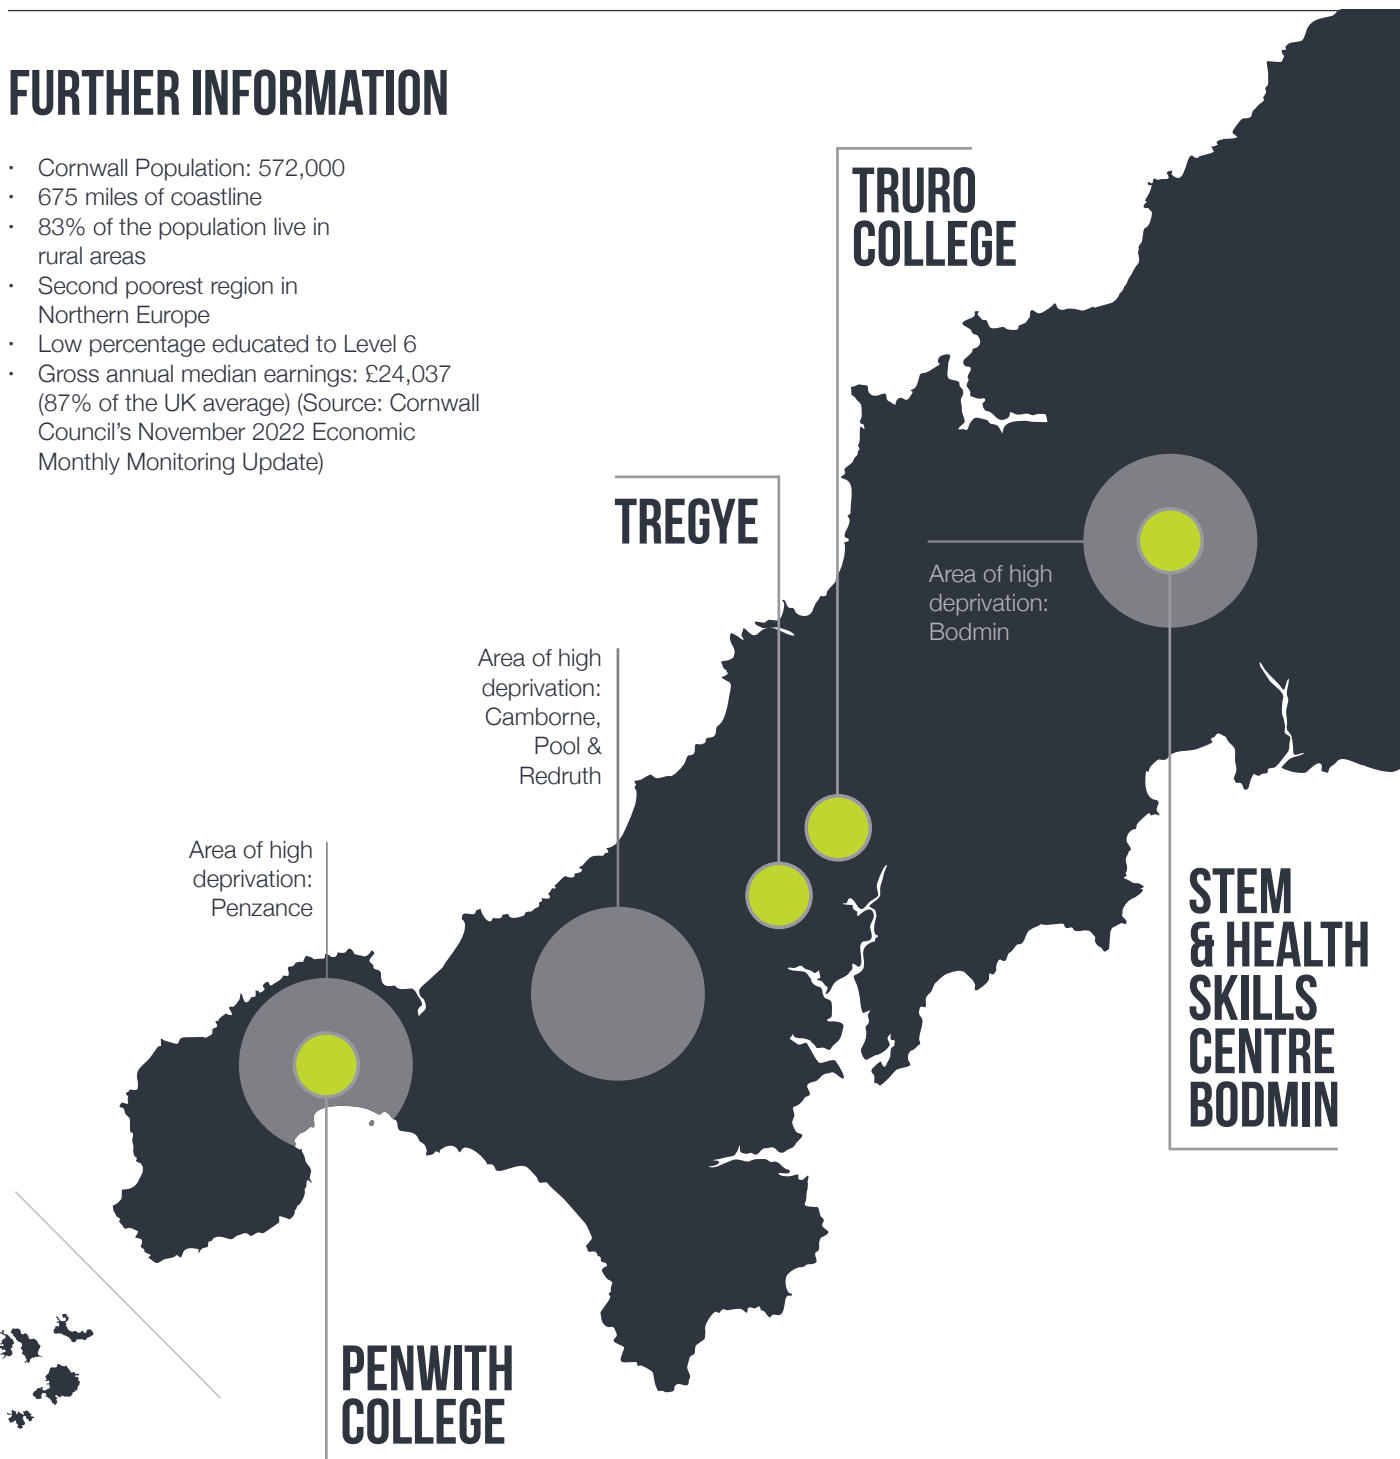 FURTHER INFORMATION
· Cornwall Population: 572,000
· 675 miles of coastline
· 83% of the population live in
rural areas
· Second poorest region in
Northern Europe
· Low percentage educated to Level 6
· Gross annual median earnings: £24,037
(87% of the UK average) (Source: Cornwall
Council’s November 2022 Economic
Monthly Monitoring Update)
TRURO
COLLEGE
TREGYE
Area of high
deprivation:
Bodmin
Area of high
deprivation:
Camborne,
Pool &
Redruth
Area of high
deprivation:
Penzance
STEM
& HEALTH
SKILLS
CENTRE
BODMIN
PENWITH
COLLEGE